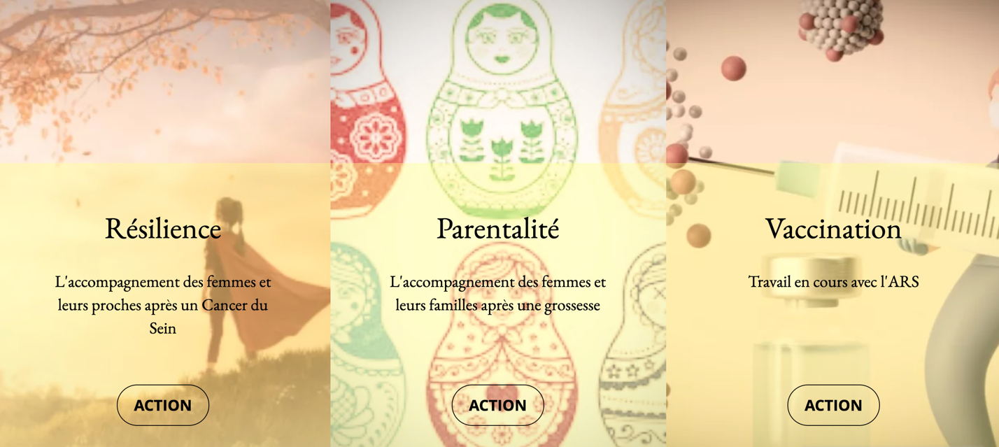 Résilience
L'accompagnement des femmes et
leurs proches après un Cancer du
Sein
ACTION
Parentalité
L'accompagnement des femmes et
leurs familles après une grossesse
ACTION
Vaccination
Travail en cours avec l'ARS
ACTION